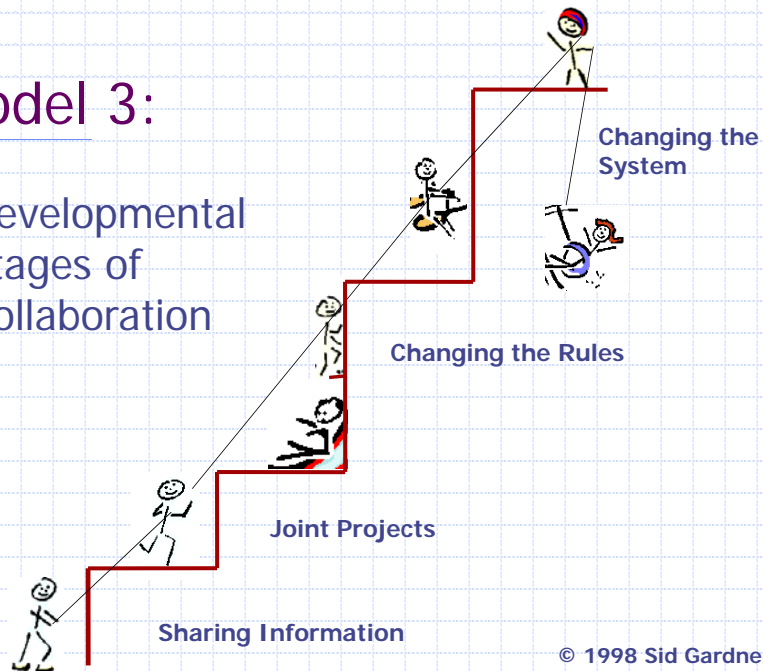 odel 3:
evelopmental
tages of
ollaboration
Changing the
System
Changing the Rules
Joint Projects
Sharing Information
© 1998 Sid Gardne